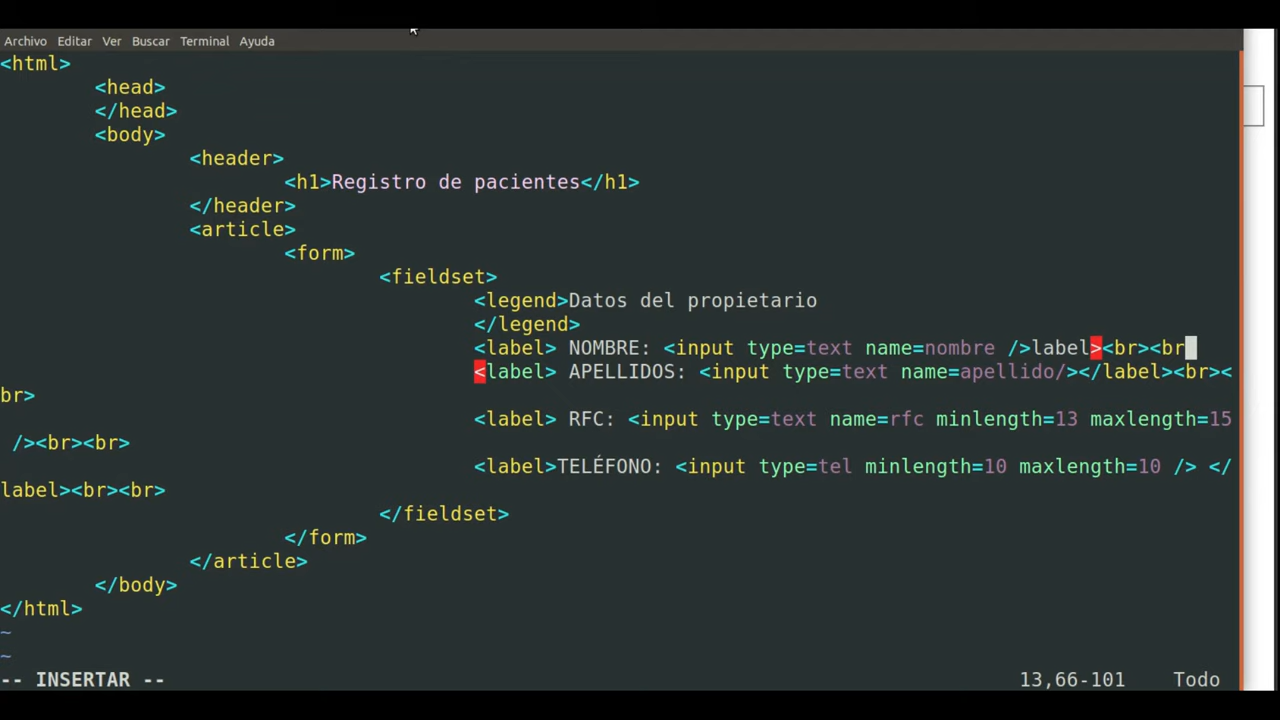 Archivo Editar Ver Buscar Terminal Ayuda
<html>
<head>
</head>
<body>
<header>
<h1>Registro de pacientes</h1>
</header>
<article>
<form>
<fieldset>
<legend>Datos del propietario
</legend>
<label> NOMBRE: <input type=text name=nombre />label><br><br
<label> APELLIDOS: <input type=text name=apellido/></label><br><
br>
<label> RFC: <input type=text name=rfc minlength=13 maxlength=15
/><br><br>
<label>TELÉFONO: <input type=tel minlength=10 maxlength=10 /> </
label><br><br>
</fieldset>
</form>
</article>
</body>
</html>
~
~
-- INSERTAR -- 13,66-101 Todo